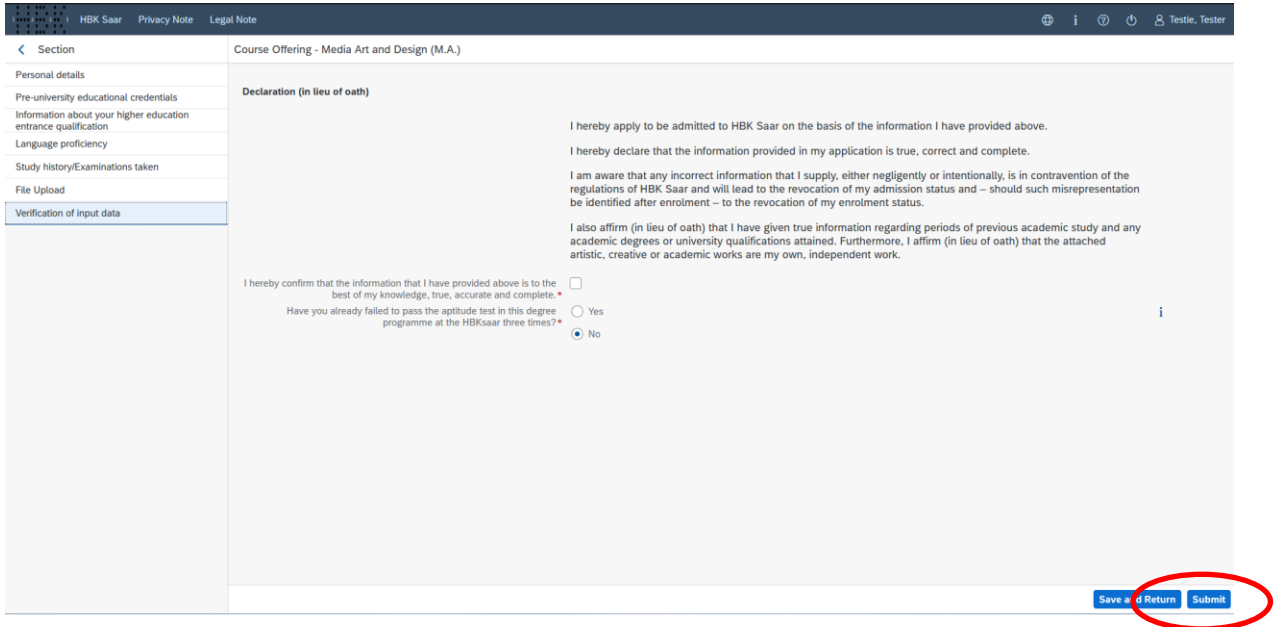 HBK Saar Privacy Note Legal Note i ? Testie, Tester
Section
Course Offering - Media Art and Design (M.A.)
Personal details
Pre-university educational credentials
Information about your higher education
entrance qualification
Language proficiency
Study history/Examinations taken
File Upload
Verification of input data
Declaration (in lieu of oath)
I hereby apply to be admitted to HBK Saar on the basis of the information I have provided above.
I hereby declare that the information provided in my application is true, correct and complete.
I am aware that any incorrect information that I supply, either negligently or intentionally, is in contravention of the
regulations of HBK Saar and will lead to the revocation of my admission status and – should such misrepresentation
be identified after enrolment – to the revocation of my enrolment status.
I also affirm (in lieu of oath) that I have given true information regarding periods of previous academic study and any
academic degrees or university qualifications attained. Furthermore, I affirm (in lieu of oath) that the attached
artistic, creative or academic works are my own, independent work.
I hereby confirm that the information that I have provided above is to the
best of my knowledge, true, accurate and complete.*
Have you already failed to pass the aptitude test in this degree
programme at the HBKsaar three times?*
Yes
i
No
Save and Return Submit